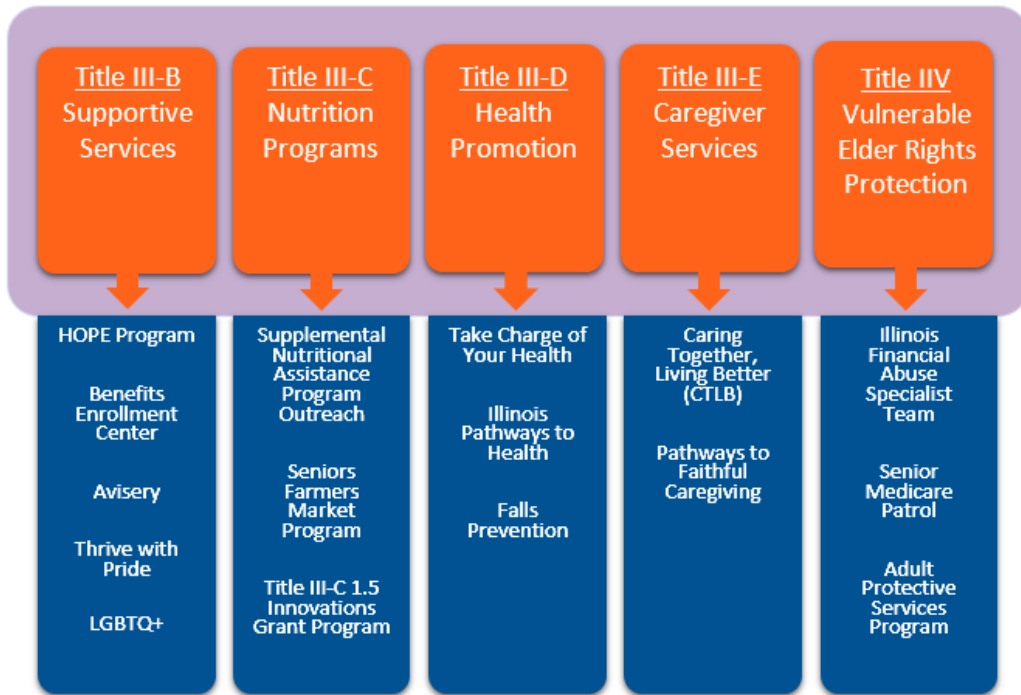 Title III-B
Supportive
Services
Title III-C
Nutrition
Programs
Title III-D
Health
Promotion
Title III-E
Caregiver
Services
Title IIV
Vulnerable
Elder Rights
Protection
HOPE Program
Benefits
Enrollment
Center
Avisery
Thrive with
Pride
LGBTQ+
Supplemental
Nutritional
Assistance
Program
Outreach
Seniors
Farmers
Market
Program
Title III-C 1.5
Innovations
Grant Program
Take Charge of
Your Health
Illinois
Pathways to
Health
Falls
Prevention
Caring
Together,
Living Better
(CTLB)
Pathways to
Faithful
Caregiving
Illinois
Financial
Abuse
Specialist
Team
Senior
Medicare
Patrol
Adult
Protective
Services
Program